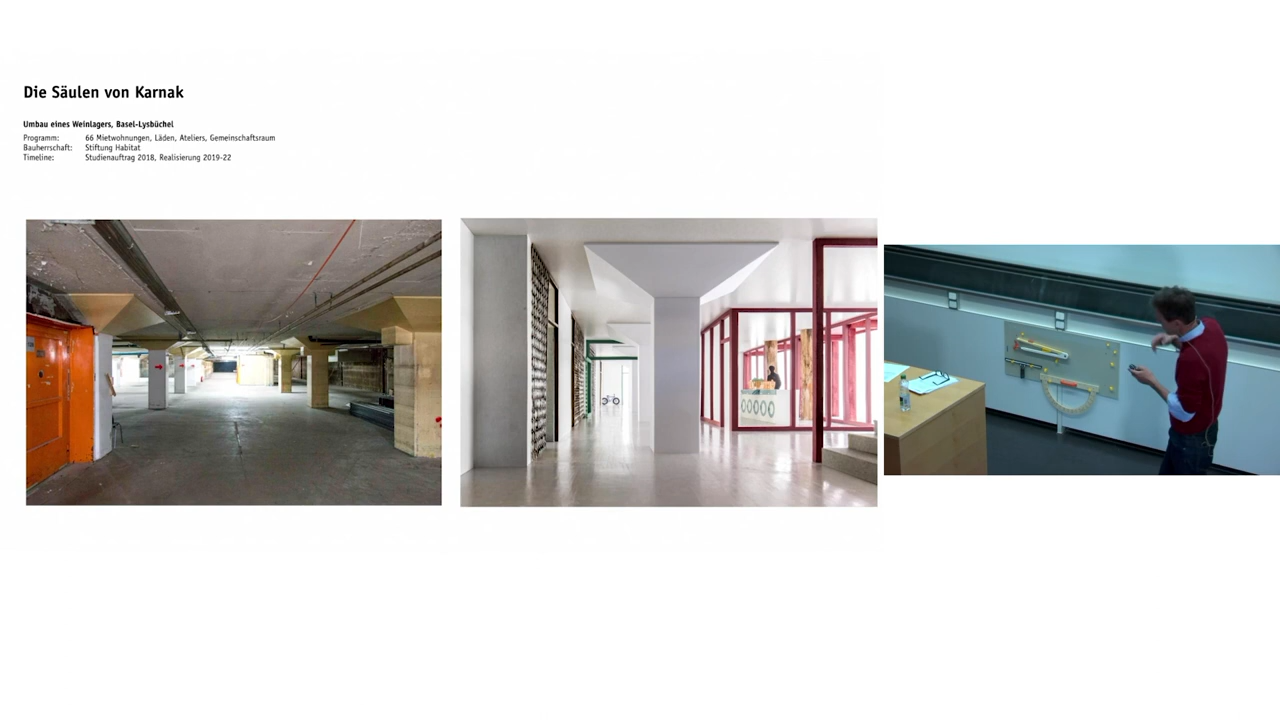 Die Säulen von Karnak
Umbau eines Weinlagers, Basel-Lysbüchel
Programm: 66 Mietwohnungen, Läden, Ateliers, Gemeinschaftsraum
Bauherrschaft: Stiftung Habitat
Timeline: Studienauftrag 2018, Realisierung 2019-22